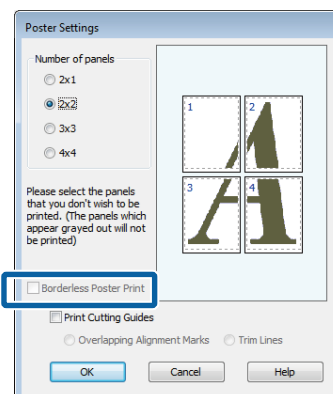 Poster Settings
Number of panels
2x1
2x2
3x3
4x4
Please select the panels
that you don't wish to be
printed. (The panels which
appear grayed out will not
be printed)
1
2
3
4
Borderless Poster Print
Print Cutting Guides
Overlapping Alignment Marks
Trim Lines
OK
Cancel
Help